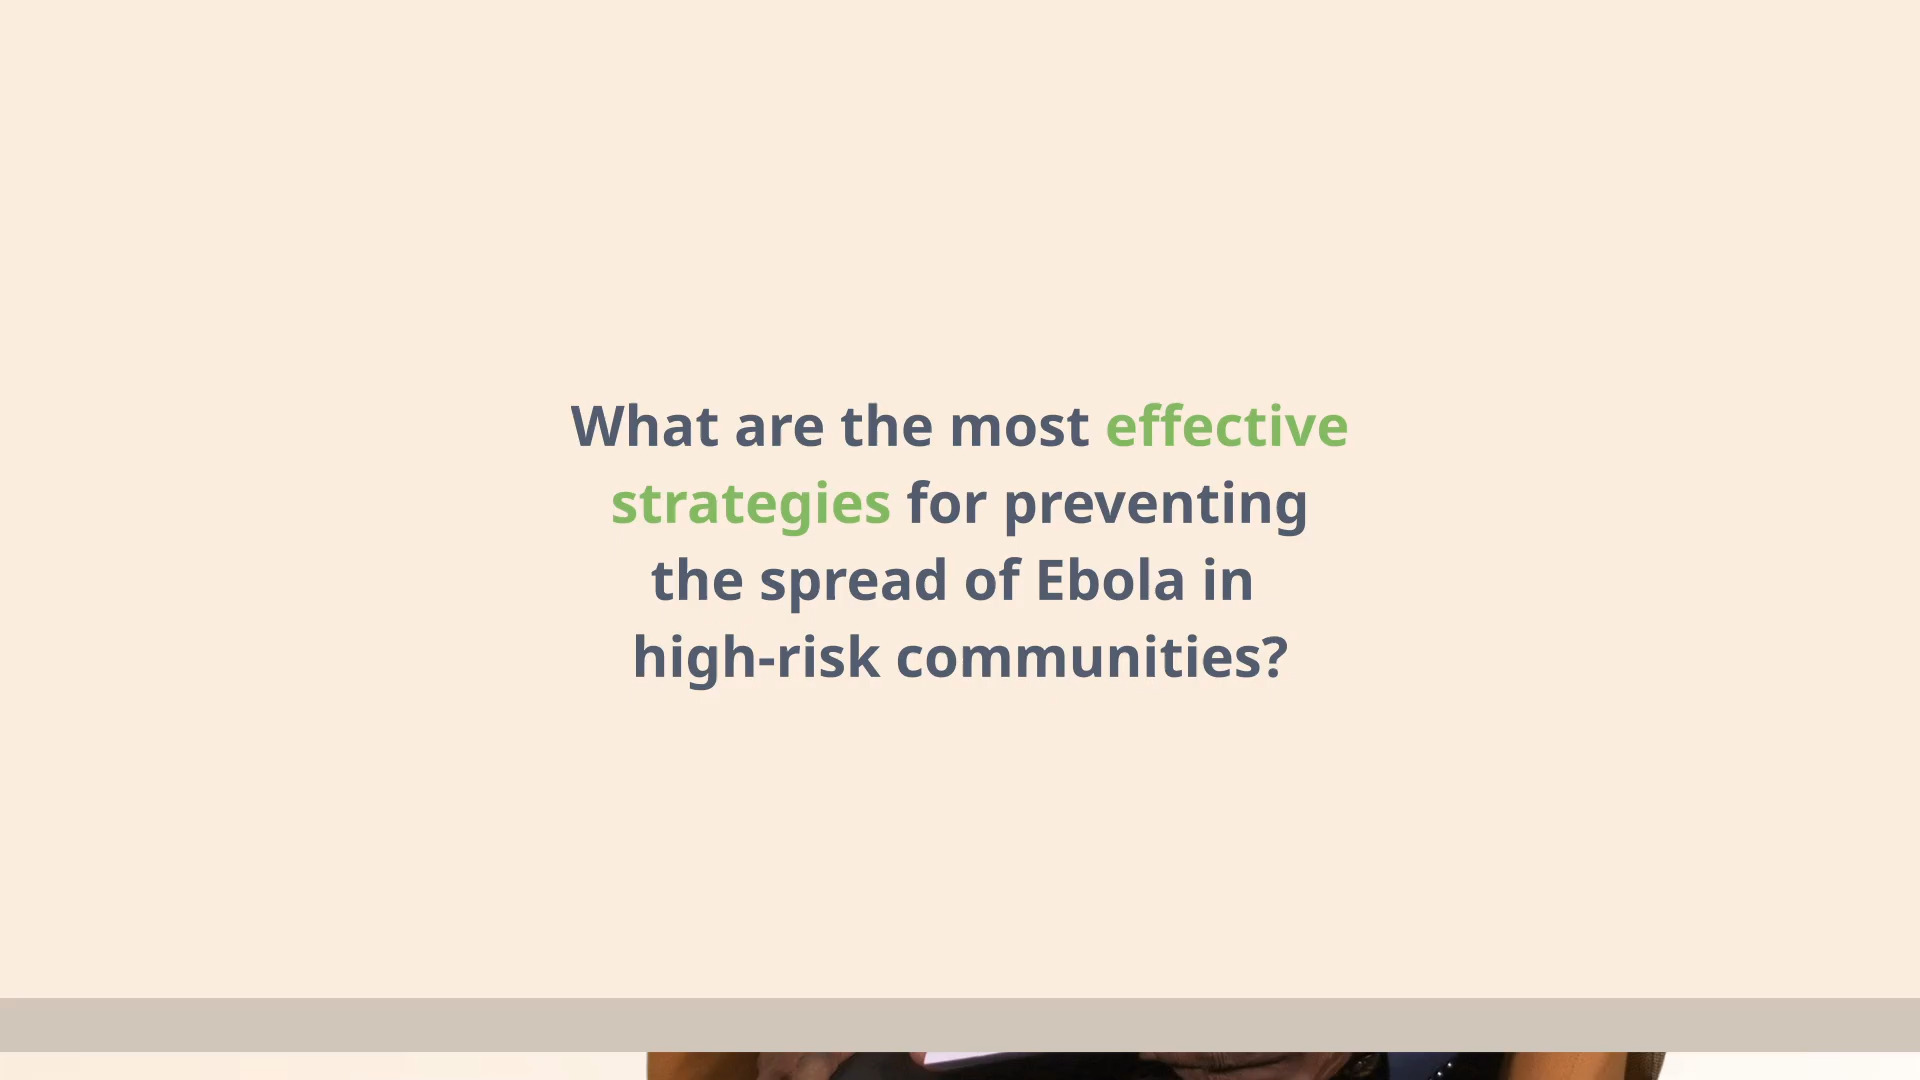 What are the most effective
strategies for preventing
the spread of Ebola in
high-risk communities?